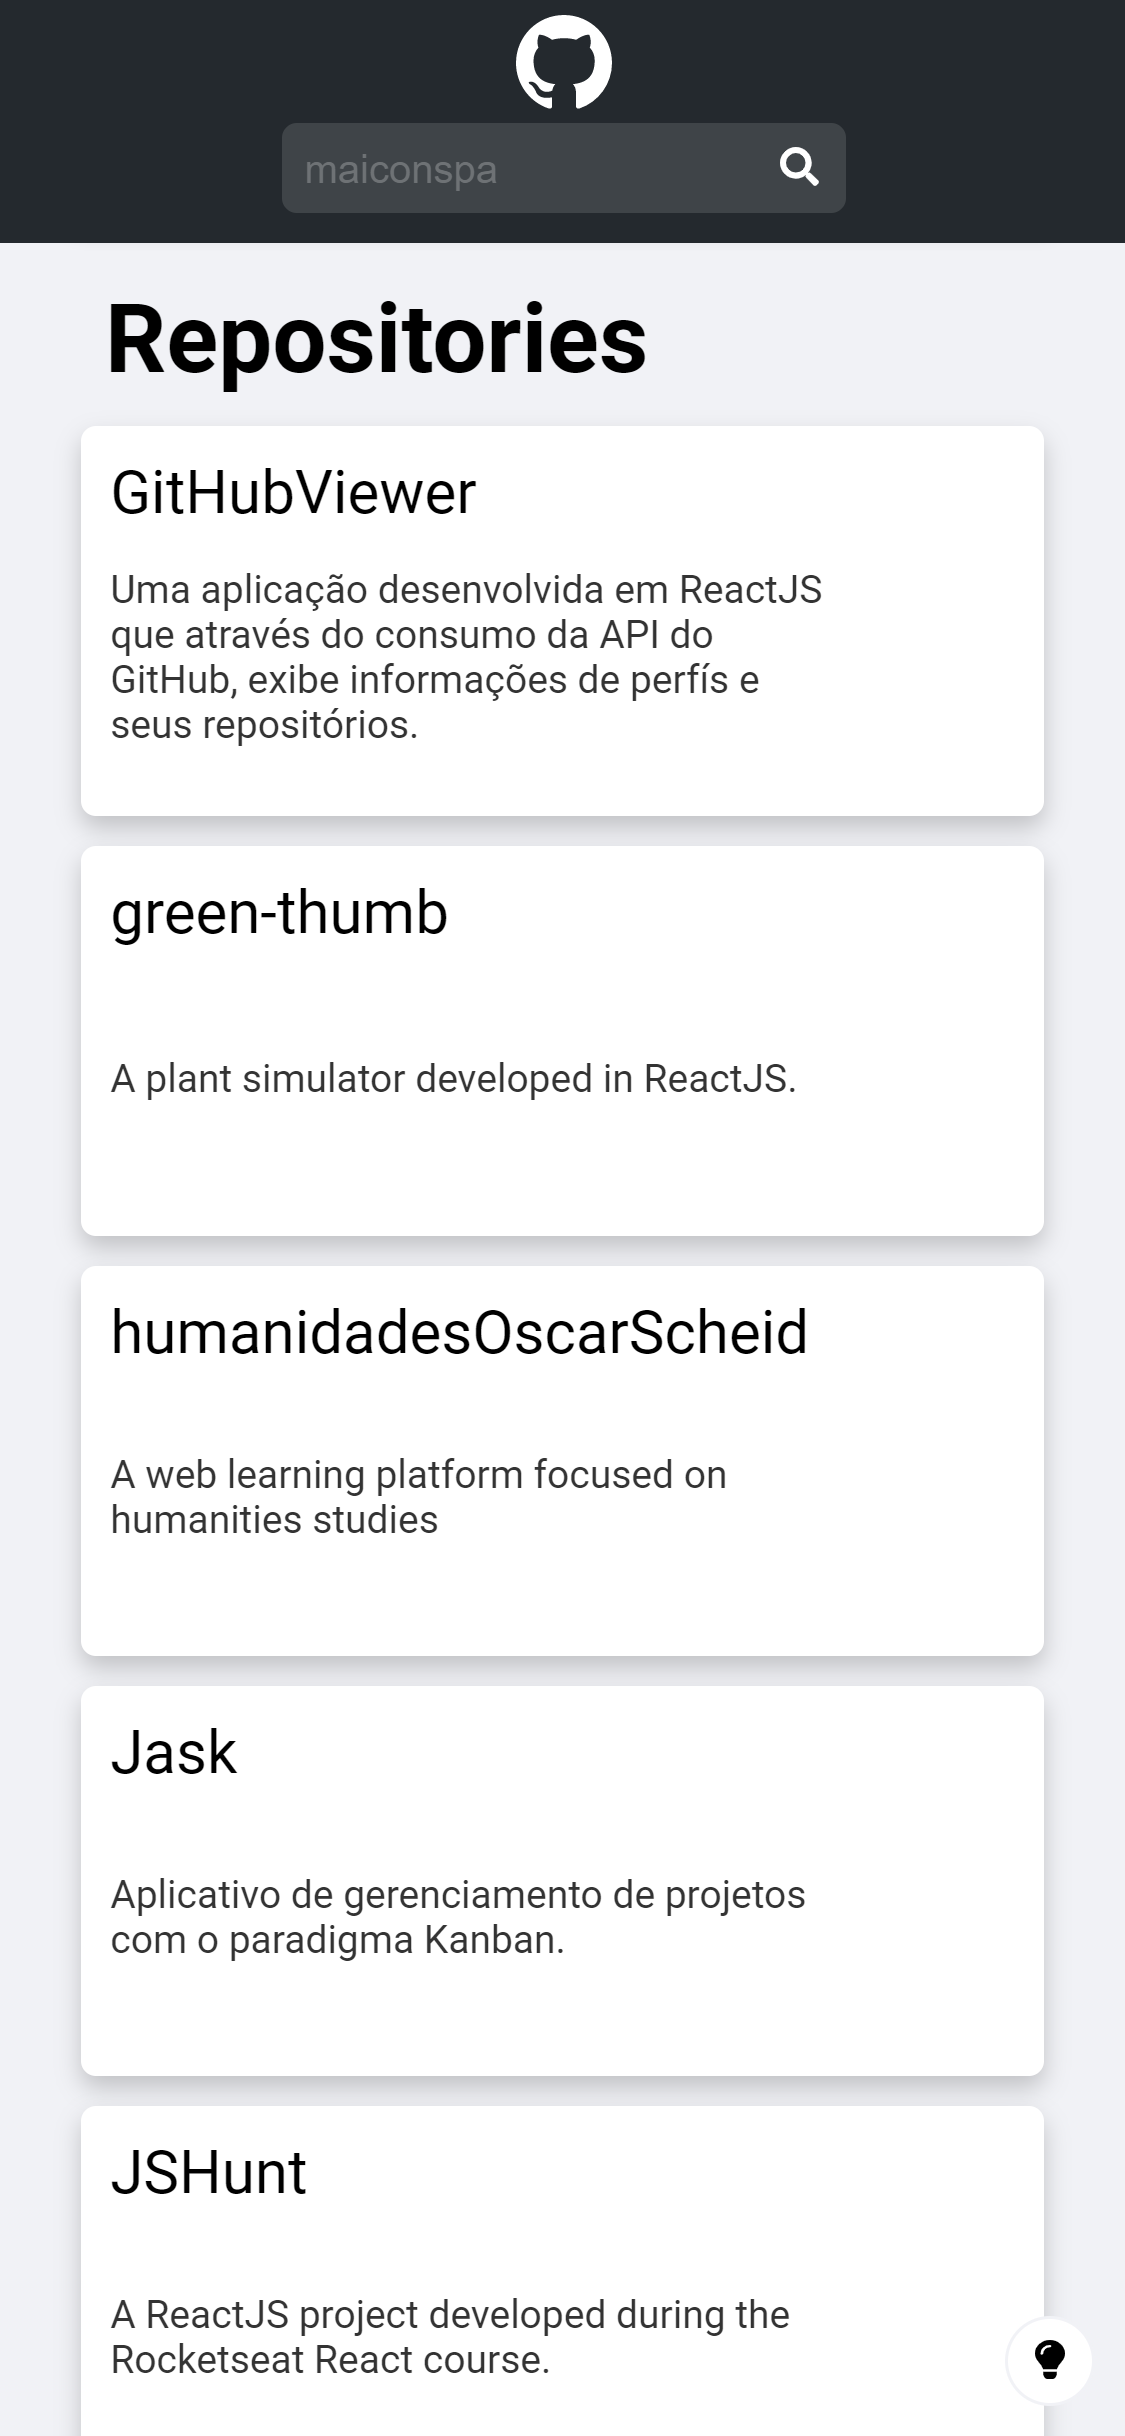 maiconspa
Repositories
GitHubViewer
Uma aplicação desenvolvida em ReactJS
que através do consumo da API do
GitHub, exibe informações de perfís e
seus repositórios.
green-thumb
A plant simulator developed in ReactJS.
humanidadesOscarScheid
A web learning platform focused on
humanities studies
Jask
Aplicativo de gerenciamento de projetos
com o paradigma Kanban.
JSHunt
A ReactJS project developed during the
Rocketseat React course.